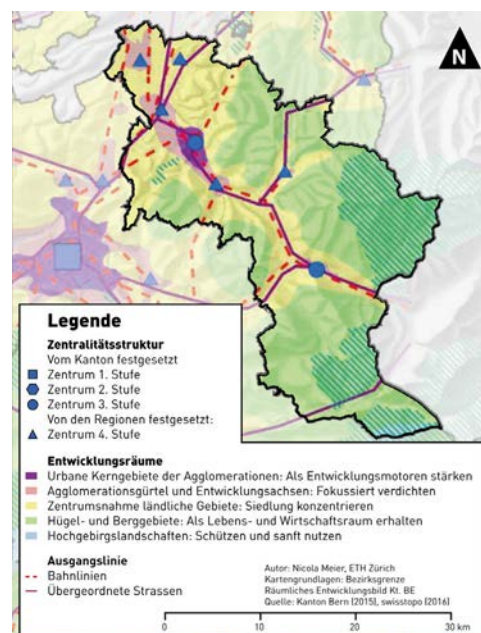 N
Legende
Zentralitätsstruktur
Vom Kanton festgesetzt
Zentrum 1. Stufe
Zentrum 2. Stufe
Zentrum 3. Stufe
Von den Regionen festgesetzt:
Zentrum 4. Stufe
Entwicklungsräume
Urbane Kerngebiete der Agglomerationen: Als Entwicklungsmotoren stärken
Agglomerationsgürtel und Entwicklungsachsen: Fokussiert verdichten
Zentrumsnahe ländliche Gebiete: Siedlung konzentrieren
Hügel- und Berggebiete: Als Lebens- und Wirtschaftsraum erhalten
Hochgebirgslandschaften: Schützen und sanft nutzen
Ausgangslinie
Bahnlinien
Übergeordnete Strassen
Autor: Nicola Meier, ETH Zürich
Kartengrundlagen: Bezirksgrenze
Räumliches Entwicklungsbild Kt. BE
Quelle: Kanton Bern (2015), swisstopo (2016)
0 10 20 30 km